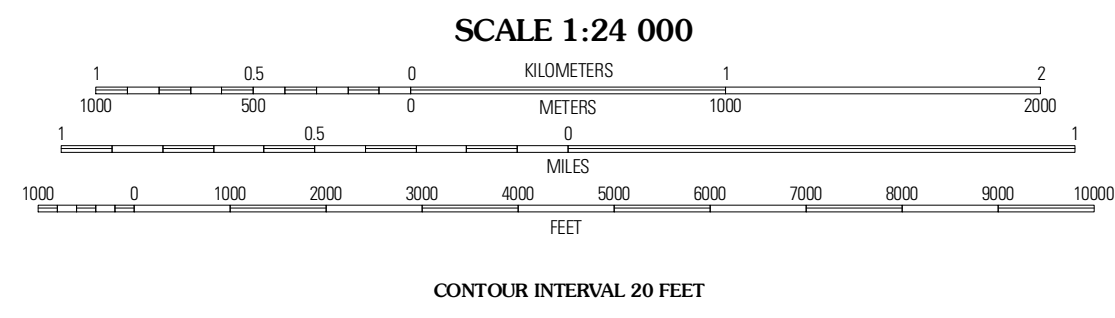 SCALE 1:24 000
1 0.5 0 KILOMETERS 1 2
1000 500 0 METERS 1000 2000
1 0.5 0 1
MILES
1000 0 1000 2000 3000 4000 5000 6000 7000 8000 9000 10000
FEET
CONTOUR INTERVAL 20 FEET